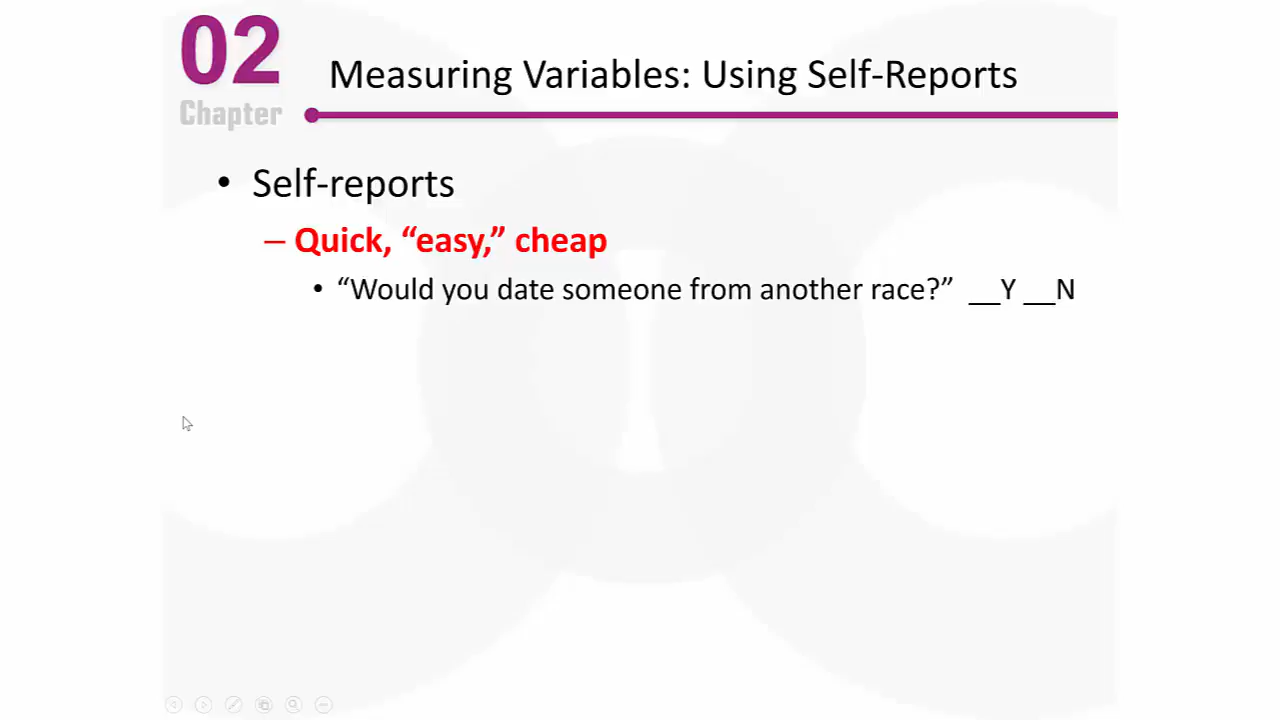 02
Chapter
Measuring Variables: Using Self-Reports
• Self-reports
– Quick, “easy,” cheap
• “Would you date someone from another race?” __Y __N